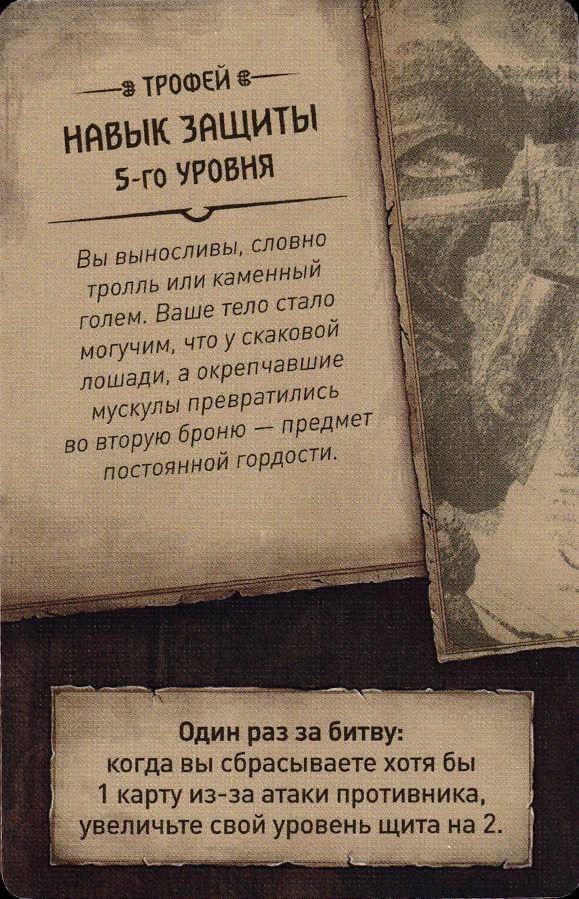 ТРОФЕЙ
НАВЫК ЗАЩИТЫ
5-го УРОВНЯ
Вы выносливы, словно
тролль или каменный
голем. Ваше тело стало
могучим, что у скаковой
лошади, а окрепчавшие
мускулы превратились
во вторую броню — предмет
постоянной гордости.
Один раз за битву:
когда вы сбрасываете хотя бы
1 карту из-за атаки противника,
увеличьте свой уровень щита на 2.